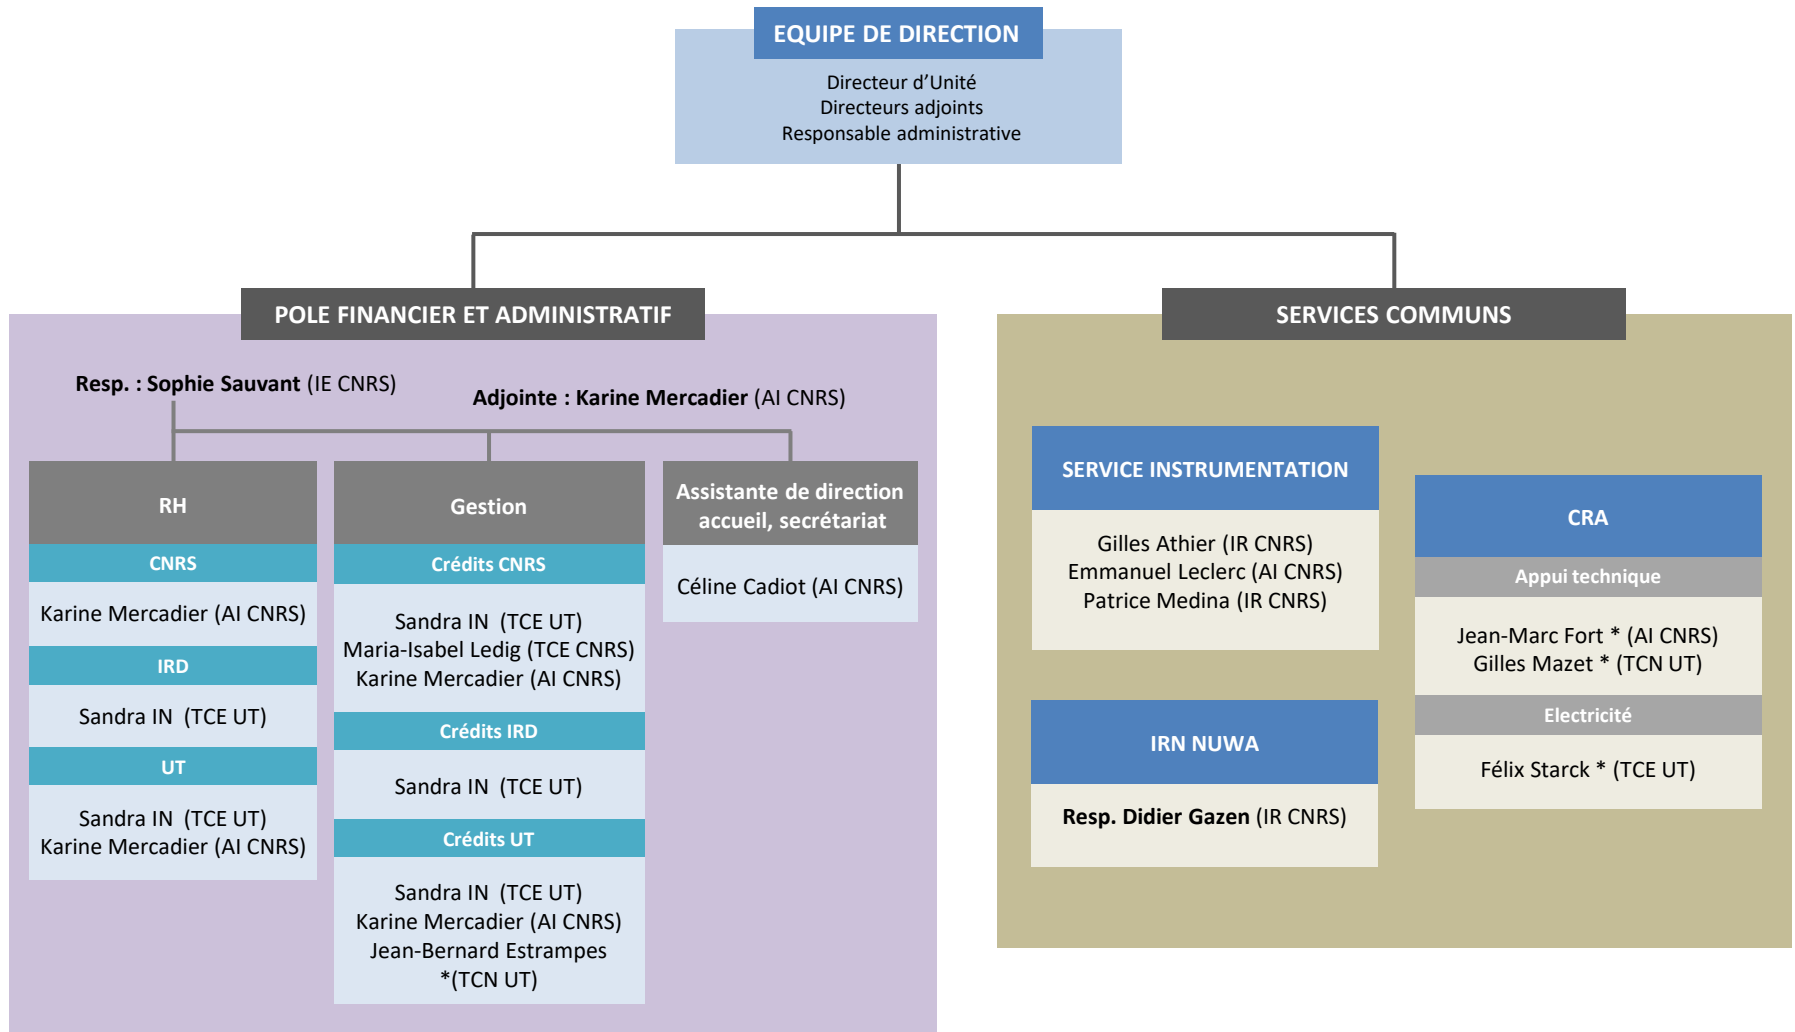 EQUIPE DE DIRECTION
Directeur d’Unité
Directeurs adjoints
Responsable administrative
POLE FINANCIER ET ADMINISTRATIF
Resp. : Sophie Sauvant (IE CNRS)
Adjointe : Karine Mercadier (AI CNRS)
RH
CNRS
Karine Mercadier (AI CNRS)
IRD
Sandra IN (TCE UT)
UT
Sandra IN (TCE UT)
Karine Mercadier (AI CNRS)
Gestion
Crédits CNRS
Sandra IN (TCE UT)
Maria-Isabel Ledig (TCE CNRS)
Karine Mercadier (AI CNRS)
Crédits IRD
Sandra IN (TCE UT)
Crédits UT
Sandra IN (TCE UT)
Karine Mercadier (AI CNRS)
Jean-Bernard Estrampes
*(TCN UT)
Assistante de direction
accueil, secrétariat
Céline Cadiot (AI CNRS)
SERVICES COMMUNS
SERVICE INSTRUMENTATION
Gilles Athier (IR CNRS)
Emmanuel Leclerc (AI CNRS)
Patrice Medina (IR CNRS)
IRN NUWA
Resp. Didier Gazen (IR CNRS)
CRA
Appui technique
Jean-Marc Fort * (AI CNRS)
Gilles Mazet * (TCN UT)
Electricité
Félix Starck * (TCE UT)